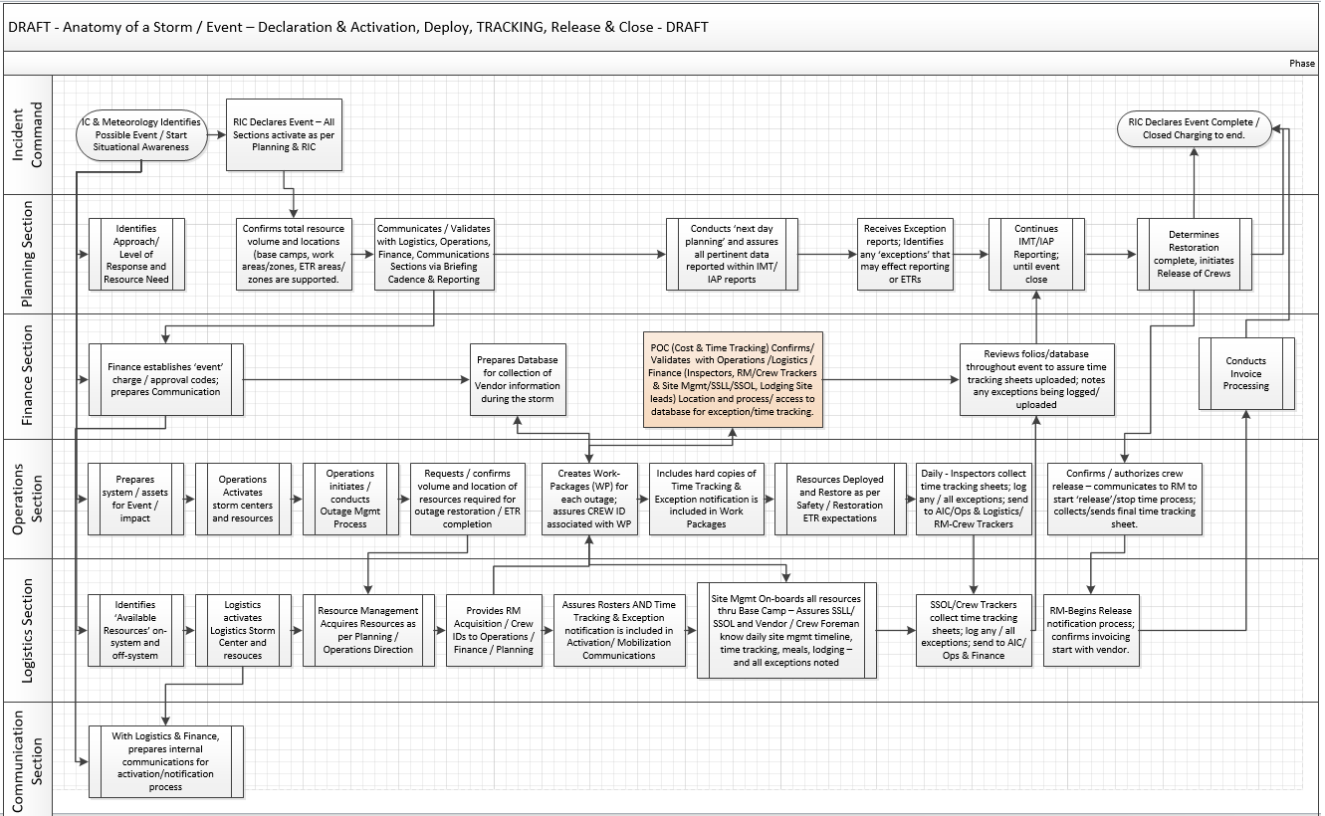 DRAFT - Anatomy of a Storm / Event – Declaration & Activation, Deploy, TRACKING, Release & Close - DRAFT
Phase
Incident
Command
IC & Meteorology Identifies
Possible Event / Start
Situational Awareness
RIC Declares Event – All
Sections activate as per
Planning & RIC
RIC Declares Event Complete /
Closed Charging to end.
Planning Section
Identifies
Approach/
Level of
Response and
Resource Need
Confirms total resource
volume and locations
(base camps, work
areas/zones, ETR areas/
zones are supported.
Communicates / Validates
with Logistics, Operations,
Finance, Communications
Sections via Briefing
Cadence & Reporting
Conducts ‘next day
planning’ and assures
all pertinent data
reported within IMT/
IAP reports
Receives Exception
reports; Identifies
any ‘exceptions’ that
may effect reporting
or ETRs
Continues
IMT/IAP
Reporting;
until event
close
Determines
Restoration
complete, initiates
Release of Crews
Finance Section
Finance establishes ‘event’
charge / approval codes;
prepares Communication
Prepares Database
for collection of
Vendor information
during the storm
POC (Cost & Time Tracking) Confirms/
Validates with Operations /Logistics /
Finance (Inspectors, RM/Crew Trackers
& Site Mgmt/SSLL/SSOL, Lodging Site
leads) Location and process/ access to
database for exception/time tracking.
Reviews folios/database
throughout event to assure time
tracking sheets uploaded; notes
any exceptions being logged/
uploaded
Conducts
Invoice
Processing
Operations
Section
Prepares
system / assets
for Event /
impact
Operations
Activates
storm centers
and resources
Operations
initiates /
conducts
Outage Mgmt
Process
Requests / confirms
volume and location of
resources required for
outage restoration / ETR
completion
Creates Work-
Packages (WP) for
each outage;
assures CREW ID
associated with WP
Includes hard copies of
Time Tracking &
Exception notification is
included in Work
Packages
Resources Deployed
and Restore as per
Safety / Restoration
ETR expectations
Daily - Inspectors collect
time tracking sheets; log
any / all exceptions; send
to AIC/Ops & Logistics/
RM-Crew Trackers
Confirms / authorizes crew
release – communicates to RM to
start ‘release’/stop time process;
collects/sends final time tracking
sheet.
Logistics Section
Identifies
‘Available
Resources’ on-
system and
off-system
Logistics
activates
Logistics Storm
Center and
resouces
Resource Management
Acquires Resources as
per Planning /
Operations Direction
Provides RM
Acquisition / Crew
IDs to Operations /
Finance / Planning
Assures Rosters AND Time
Tracking & Exception
notification is included in
Activation/ Mobilization
Communications
Site Mgmt On-boards all resources
thru Base Camp – Assures SSLL/
SSOL and Vendor / Crew Foreman
know daily site mgmt timeline,
time tracking, meals, lodging –
and all exceptions noted
SSOL/Crew Trackers
collect time tracking
sheets; log any / all
exceptions; send to AIC/
Ops & Finance
RM-Begins Release
notification process;
confirms invoicing
start with vendor.
Communication
Section
With Logistics & Finance,
prepares internal
communications for
activation/notification
process